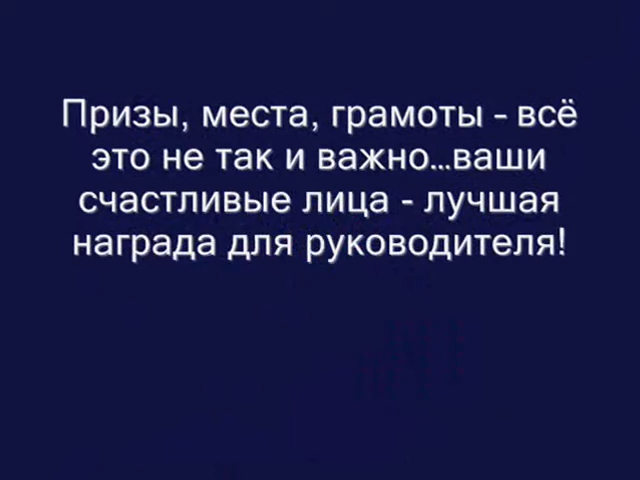 Призы, места, грамоты - всё
это не так и важно...ваши
счастливые лица - лучшая
награда для руководителя!